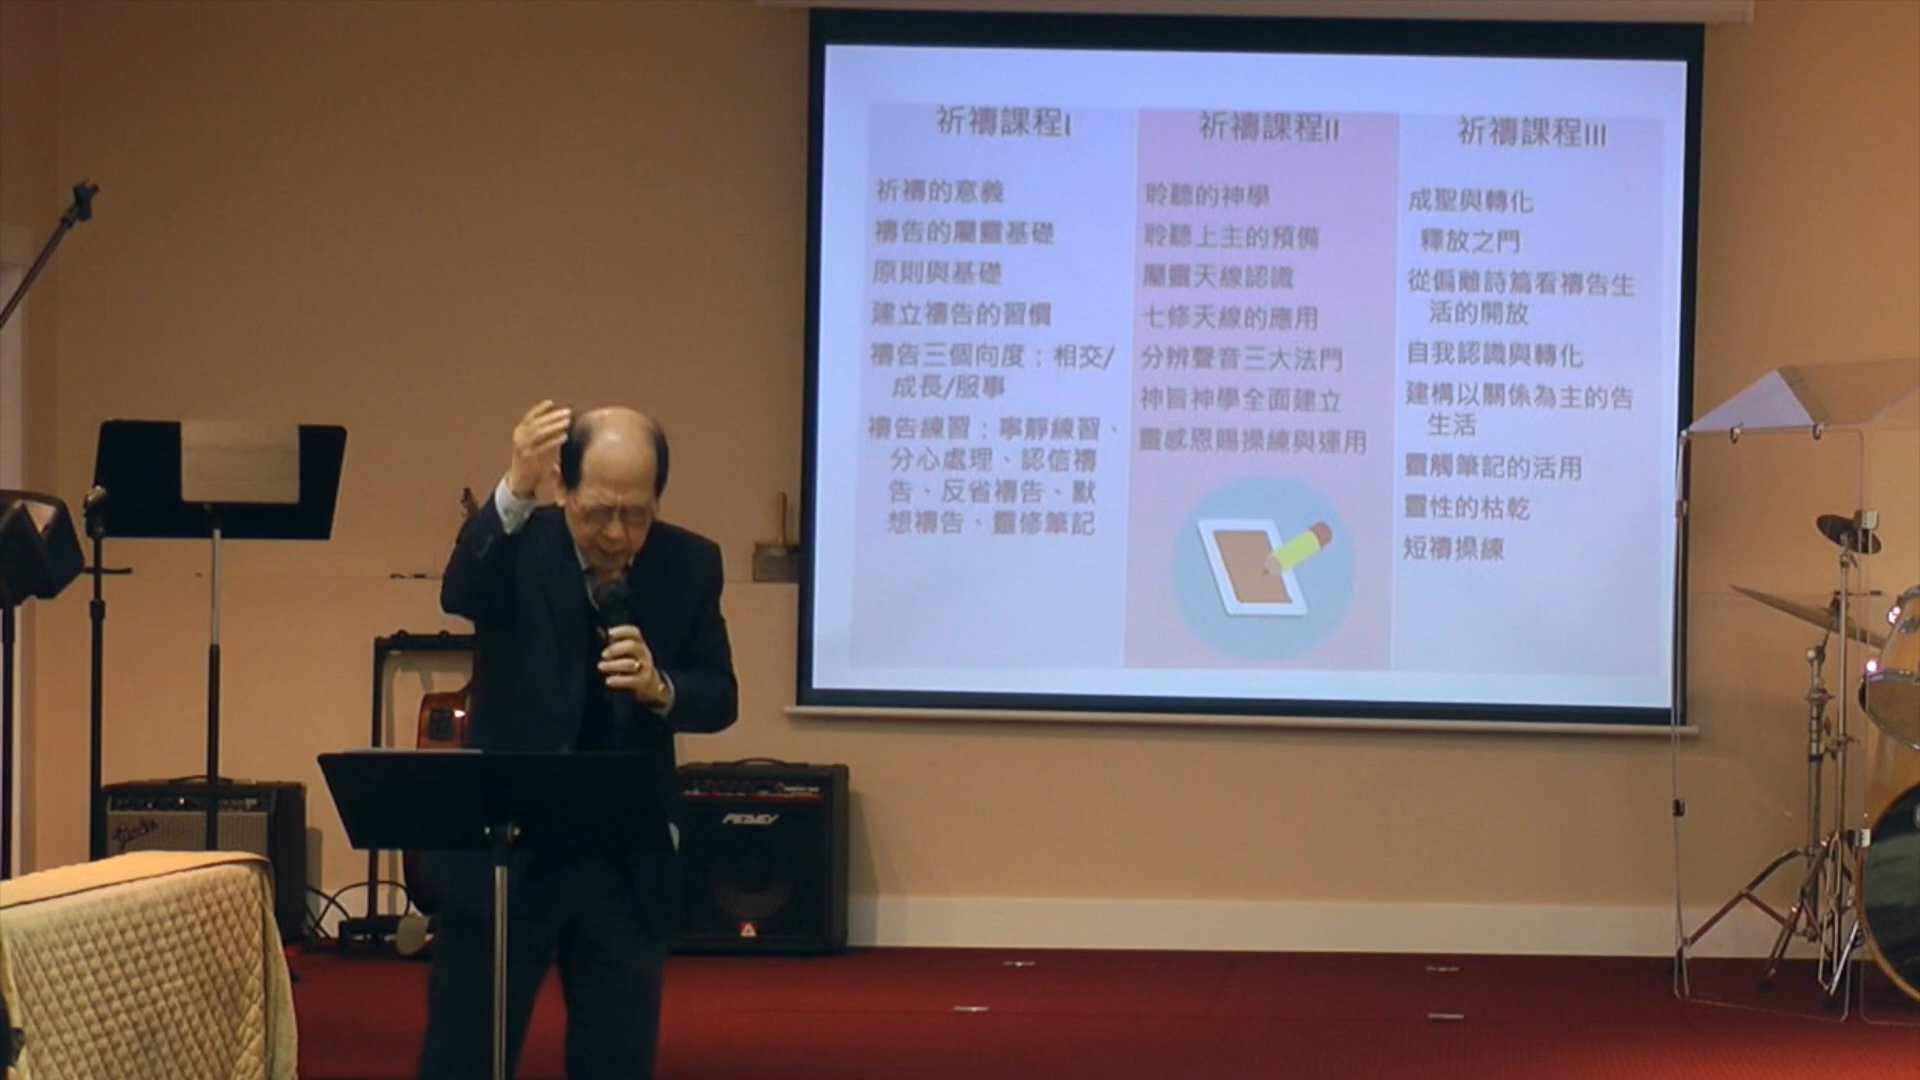 祈禱課程I
祈禱的意義
禱告的屬靈基礎
原則與基礎
建立禱告的習慣
禱告三個向度：相交/
成長/服事
禱告練習：寧靜練習、
分心處理、認信禱
告、反省禱告、默
想禱告、靈修筆記
祈禱課程II
聆聽的神學
聆聽上主的預備
屬靈天線認識
七修天線的應用
分辨聲音三大法門
神旨神學全面建立
靈感恩賜操練與運用
祈禱課程III
成聖與轉化
釋放之門
從偏離詩篇看禱告生
活的開放
自我認識與轉化
建構以關係為主的告
生活
靈觸筆記的活用
靈性的枯乾
短禱操練
PEAVEY